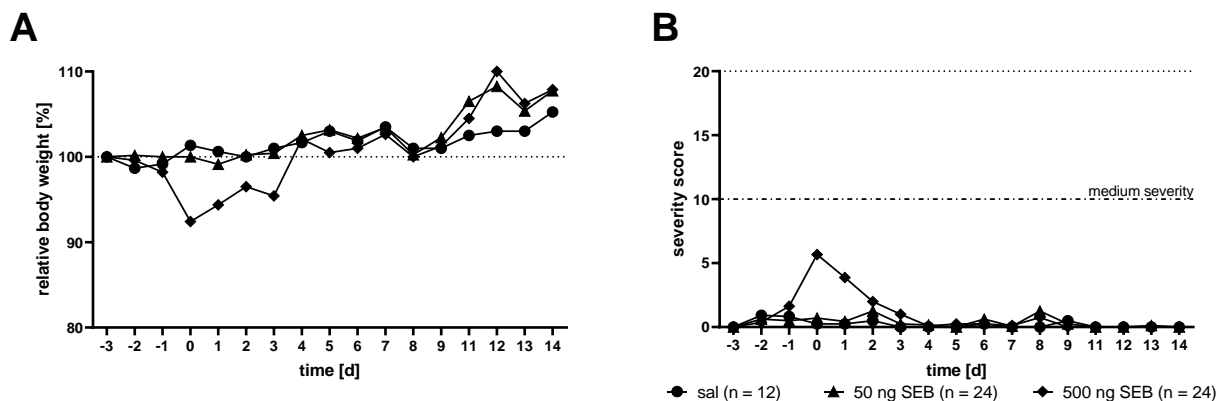 A
B
relative body weight [%]
110
100
90
80
-3 -2 -1 0 1 2 3 4 5 6 7 8 9 11 12 13 14
time [d]
severity score
20
15
10
5
0
medium severity
-3 -2 -1 0 1 2 3 4 5 6 7 8 9 11 12 13 14
time [d]
sal (n = 12) 50 ng SEB (n = 24) 500 ng SEB (n = 24)